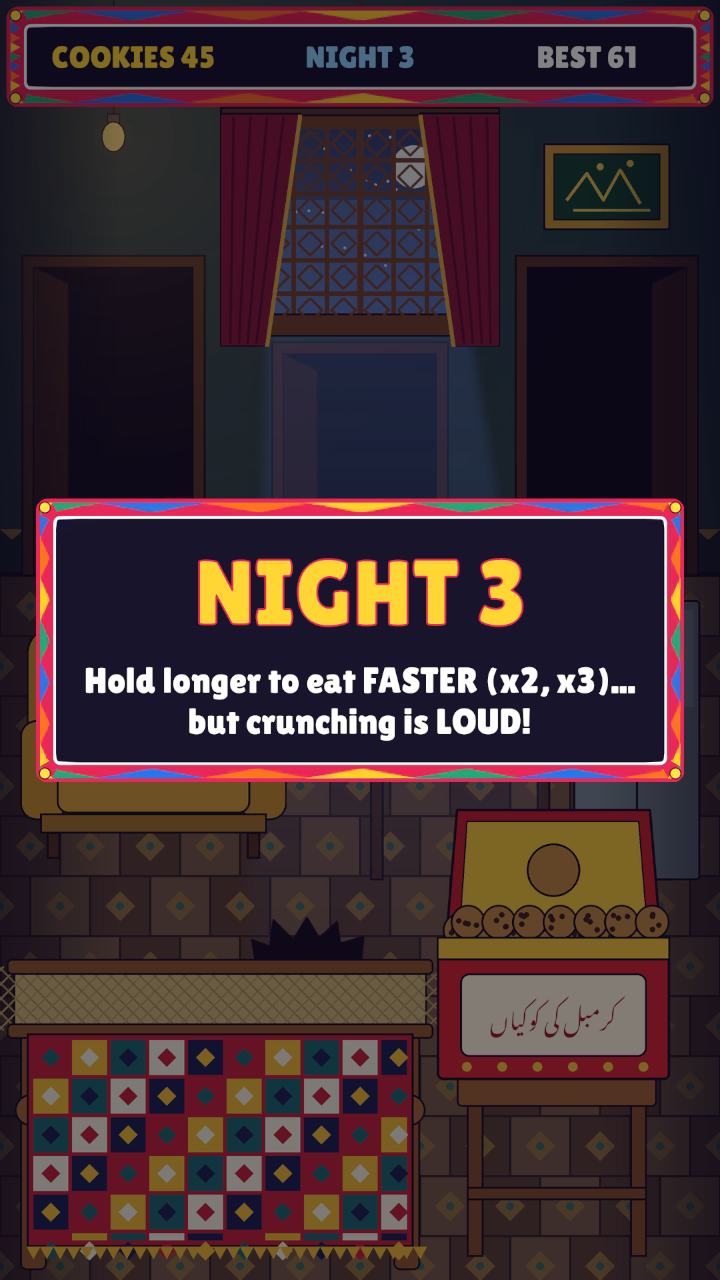 COOKIES 45
NIGHT 3
BEST 61
NIGHT 3
Hold longer to eat FASTER (x2, x3)...
but crunching is LOUD!
کرمبل کی کوکیاں